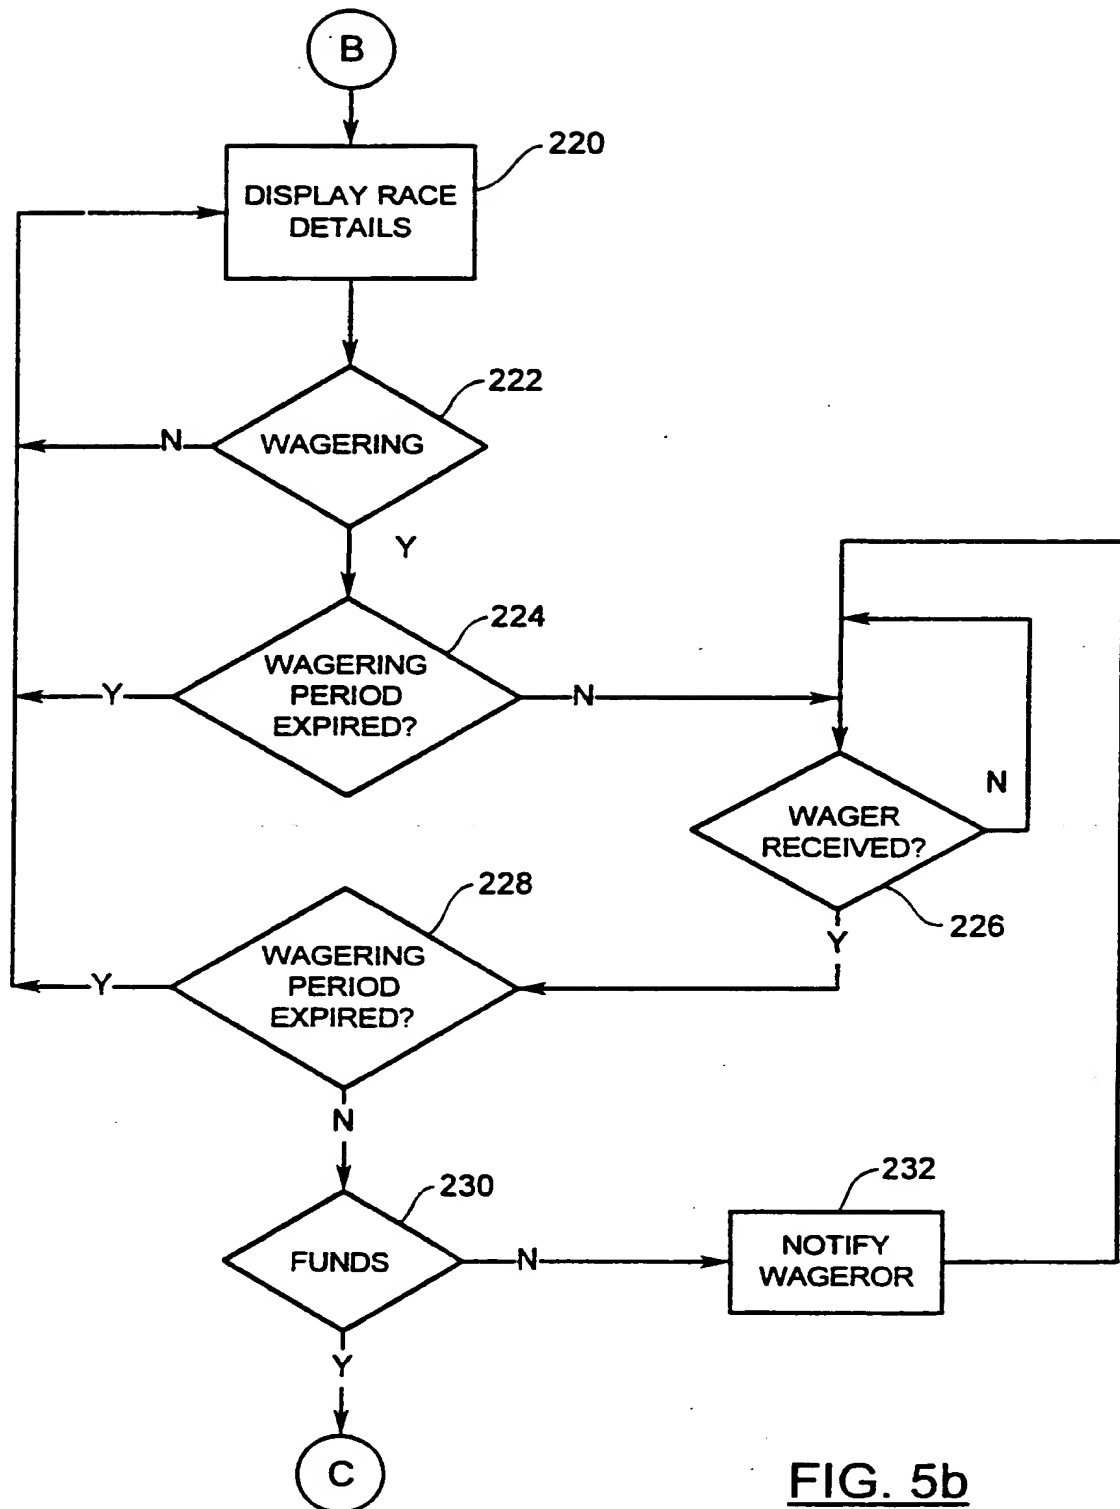 B
220
DISPLAY RACE
DETAILS
222
WAGERING
N
Y
224
WAGERING
PERIOD
EXPIRED?
Y
N
WAGER
RECEIVED?
N
226
Y
228
WAGERING
PERIOD
EXPIRED?
Y
N
230
FUNDS
N
232
NOTIFY
WAGEROR
Y
C
FIG. 5b